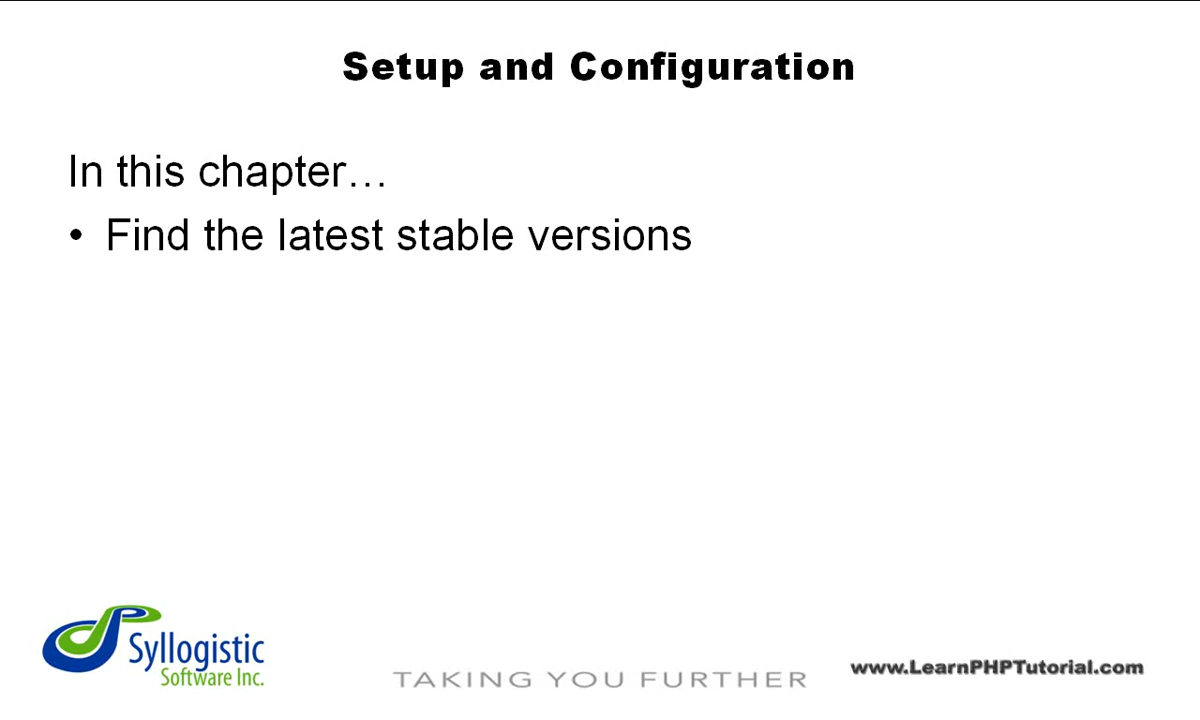 Setup and Configuration
In this chapter…
• Find the latest stable versions
Syllogistic
Software Inc.
TAKING YOU FURTHER
www.LearnPHPTutorial.com